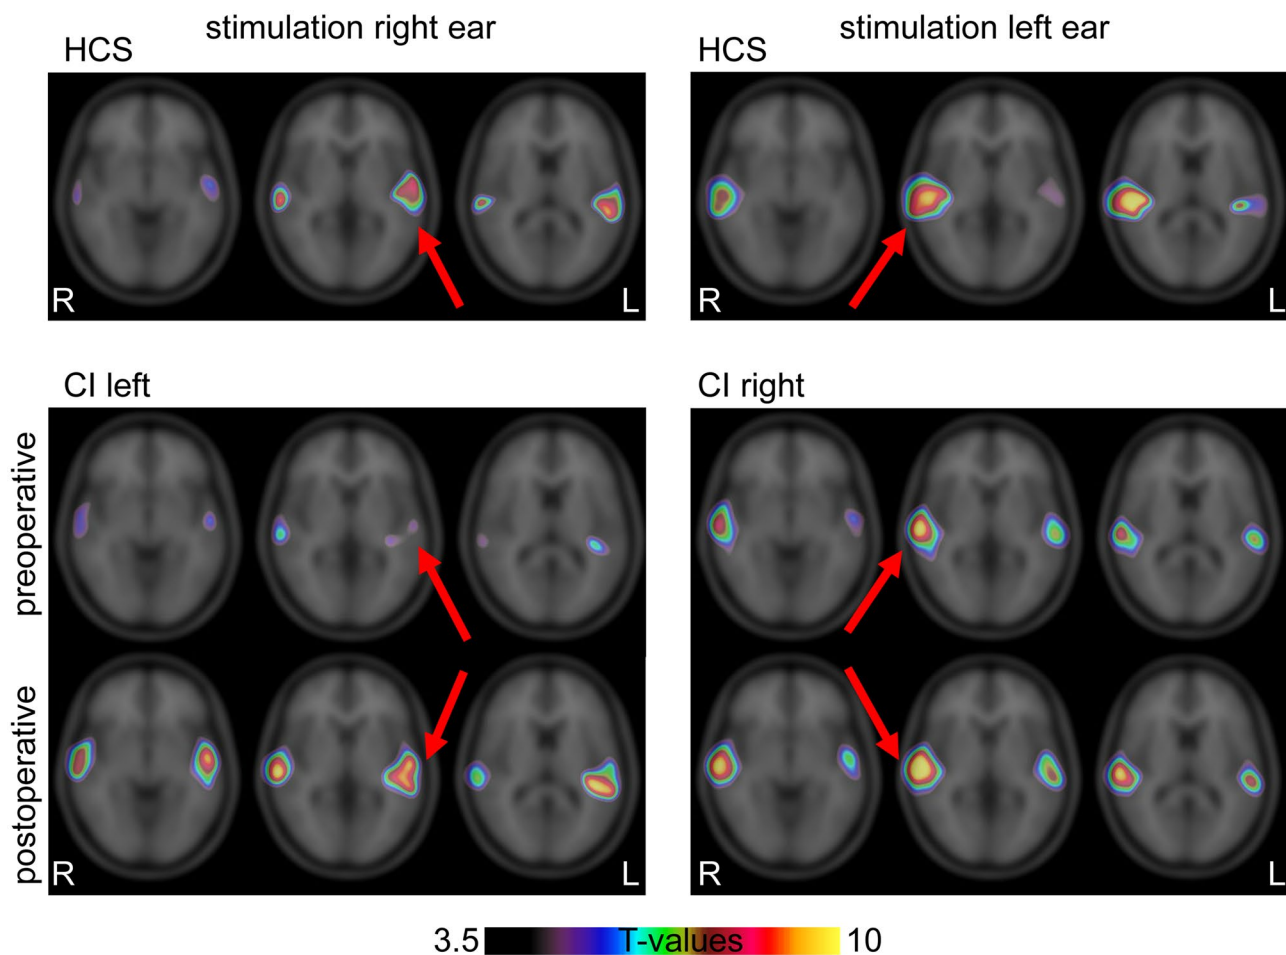 stimulation right ear
stimulation left ear
HCS
HCS
R
L
R
L
CI left
CI right
preoperative
postoperative
R
L
R
L
3.5
T-values
10